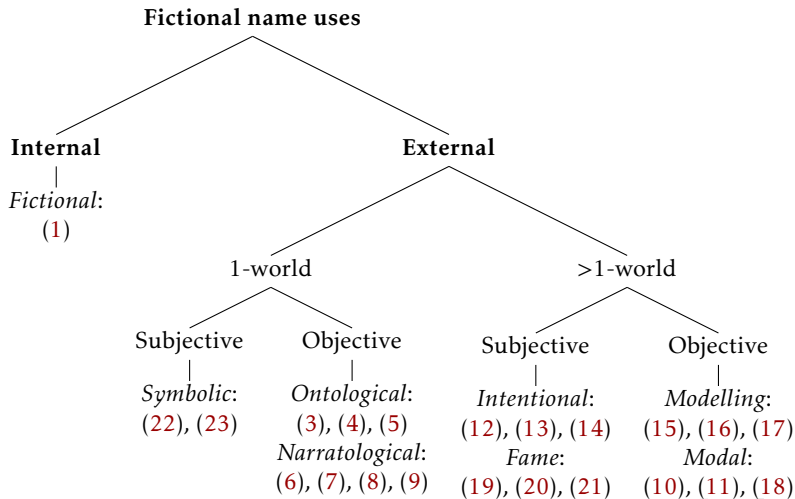 Fictional name uses
Internal External
Fictional:
(1)
1-world >1-world
Subjective Objective Subjective Objective
Symbolic: Ontological: Intentional: Modelling:
(22), (23) (3), (4), (5) (12), (13), (14) (15), (16), (17)
Narratological: Fame: Modal:
(6), (7), (8), (9) (19), (20), (21) (10), (11), (18)